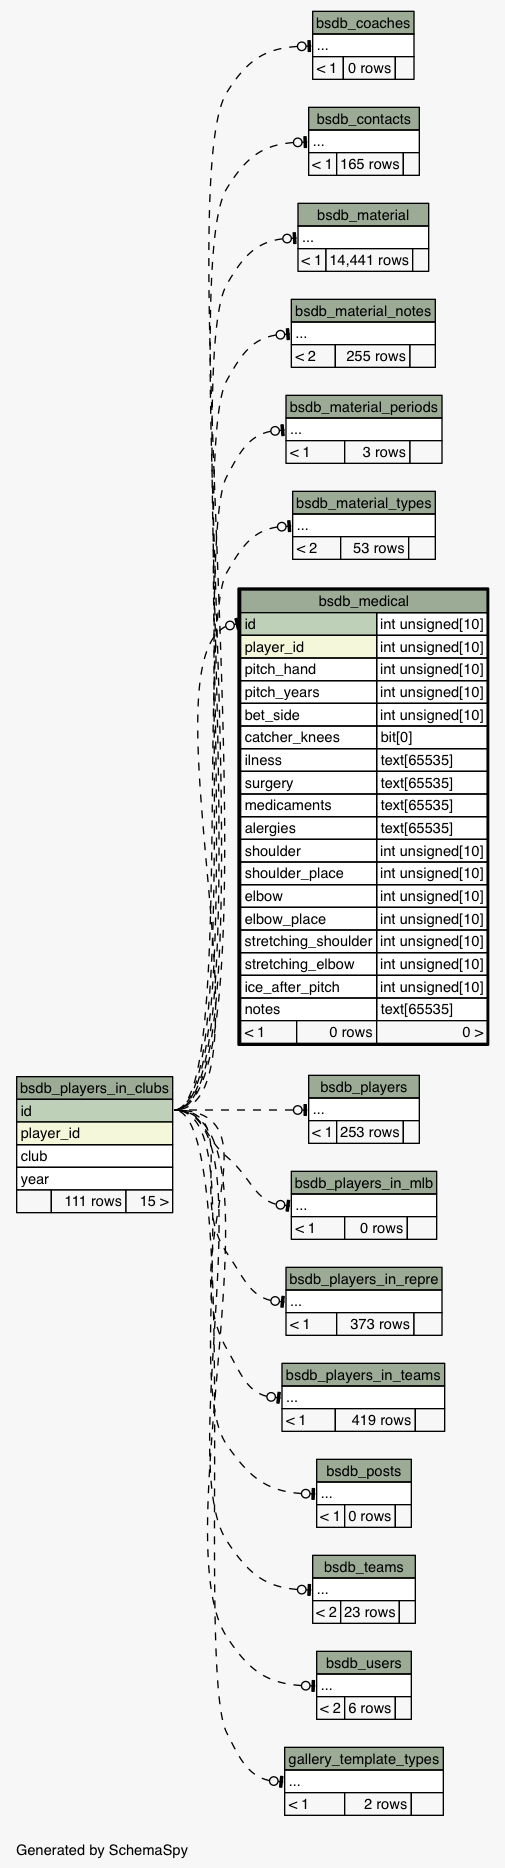 bsdb_coaches
...
< 1 0 rows
bsdb_contacts
...
< 1 165 rows
bsdb_material
...
< 1 14,441 rows
bsdb_material_notes
...
< 2 255 rows
bsdb_material_periods
...
< 1 3 rows
bsdb_material_types
...
< 2 53 rows
bsdb_medical
id int unsigned[10]
player_id int unsigned[10]
pitch_hand int unsigned[10]
pitch_years int unsigned[10]
bet_side int unsigned[10]
catcher_knees bit[0]
ilness text[65535]
surgery text[65535]
medicaments text[65535]
alergies text[65535]
shoulder int unsigned[10]
shoulder_place int unsigned[10]
elbow int unsigned[10]
elbow_place int unsigned[10]
stretching_shoulder int unsigned[10]
stretching_elbow int unsigned[10]
ice_after_pitch int unsigned[10]
notes text[65535]
< 1 0 rows 0 >
bsdb_players_in_clubs
id
player_id
club
year
111 rows 15 >
bsdb_players
...
< 1 253 rows
bsdb_players_in_mlb
...
< 1 0 rows
bsdb_players_in_repre
...
< 1 373 rows
bsdb_players_in_teams
...
< 1 419 rows
bsdb_posts
...
< 1 0 rows
bsdb_teams
...
< 2 23 rows
bsdb_users
...
< 2 6 rows
gallery_template_types
...
< 1 2 rows
Generated by SchemaSpy